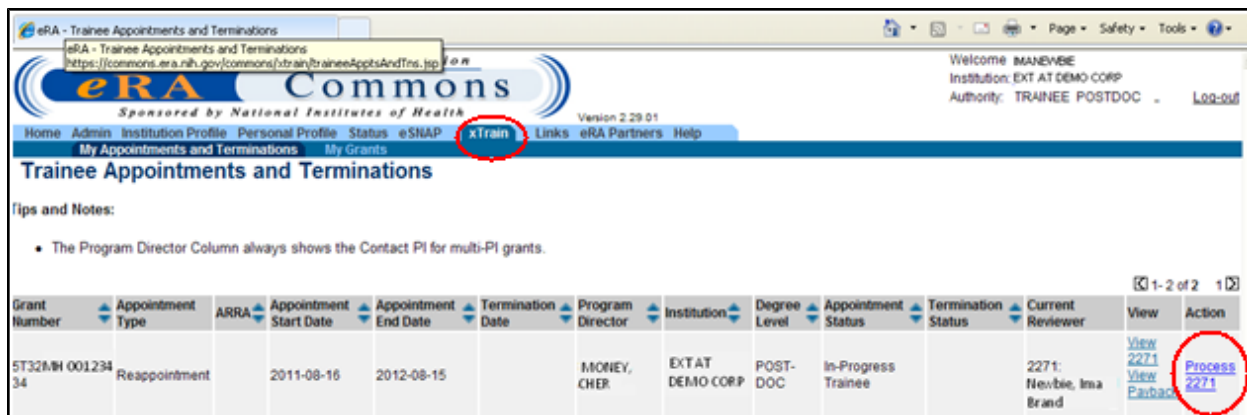 eRA - Trainee Appointments and Terminations
Page Safety Tools
eRA - Trainee Appointments and Terminations
https://commons.era.nih.gov/commons/xtrain/traineeApptsAndTns.jsp
eRA Commons
Sponsored by National Institutes of Health
Version 2.29.01
Welcome IMANEWBIE
Institution: EXT AT DEMO CORP
Authority: TRAINEE POSTDOC
Log-out
Home Admin Institution Profile Personal Profile Status eSNAP xTrain Links eRA Partners Help
My Appointments and Terminations My Grants
Trainee Appointments and Terminations
Tips and Notes:
• The Program Director Column always shows the Contact PI for multi-PI grants.
1-2 of 2 1
Grant Number
Appointment Type
ARRA
Appointment Start Date
Appointment End Date
Termination Date
Program Director
Institution
Degree Level
Appointment Status
Termination Status
Current Reviewer
View
Action
5T32MH 001234
34
Reappointment
2011-08-16
2012-08-15
MONEY,
CHER
EXT AT
DEMO CORP
POST-
DOC
In-Progress
Trainee
2271:
Newbie, Ima
Brand
View
2271
View
Payback
Process
2271